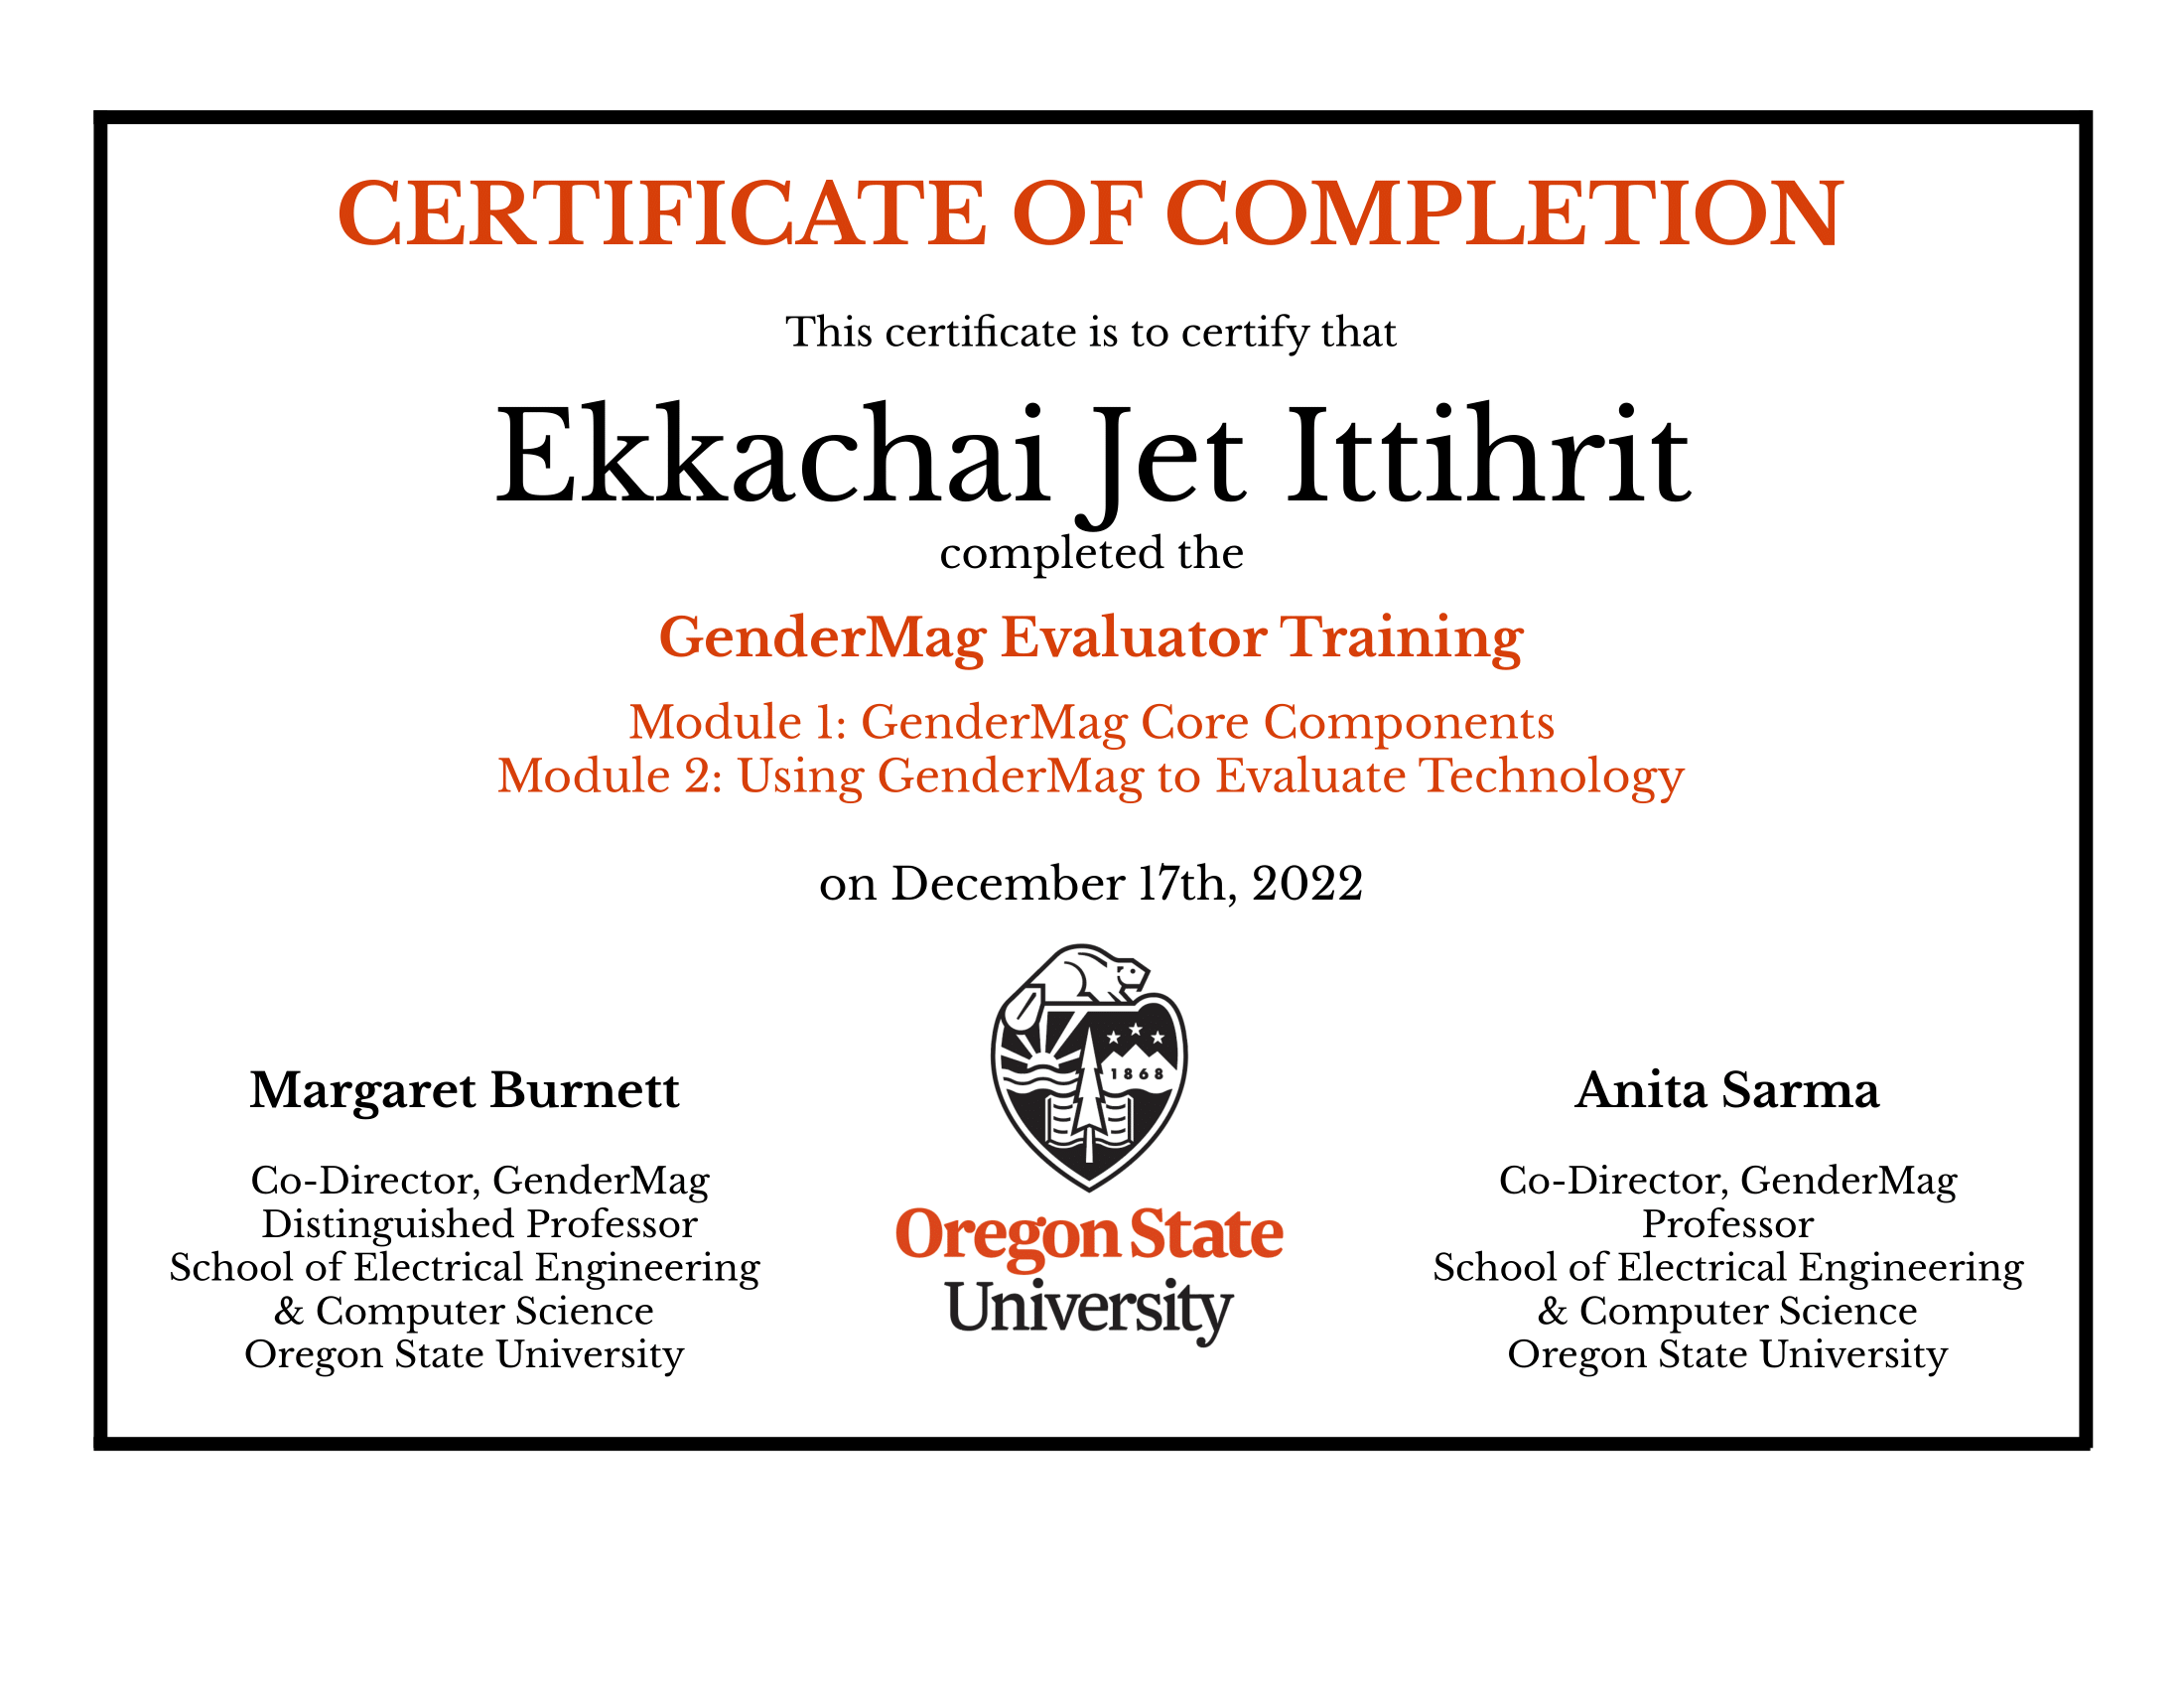 CERTIFICATE OF COMPLETION
This certificate is to certify that
Ekkachai Jet Ittihrit
completed the
GenderMag Evaluator Training
Module 1: GenderMag Core Components
Module 2: Using GenderMag to Evaluate Technology
on December 17th, 2022
Margaret Burnett
Co-Director, GenderMag
Distinguished Professor
School of Electrical Engineering
& Computer Science
Oregon State University
1868
Oregon State
University
Anita Sarma
Co-Director, GenderMag
Professor
School of Electrical Engineering
& Computer Science
Oregon State University